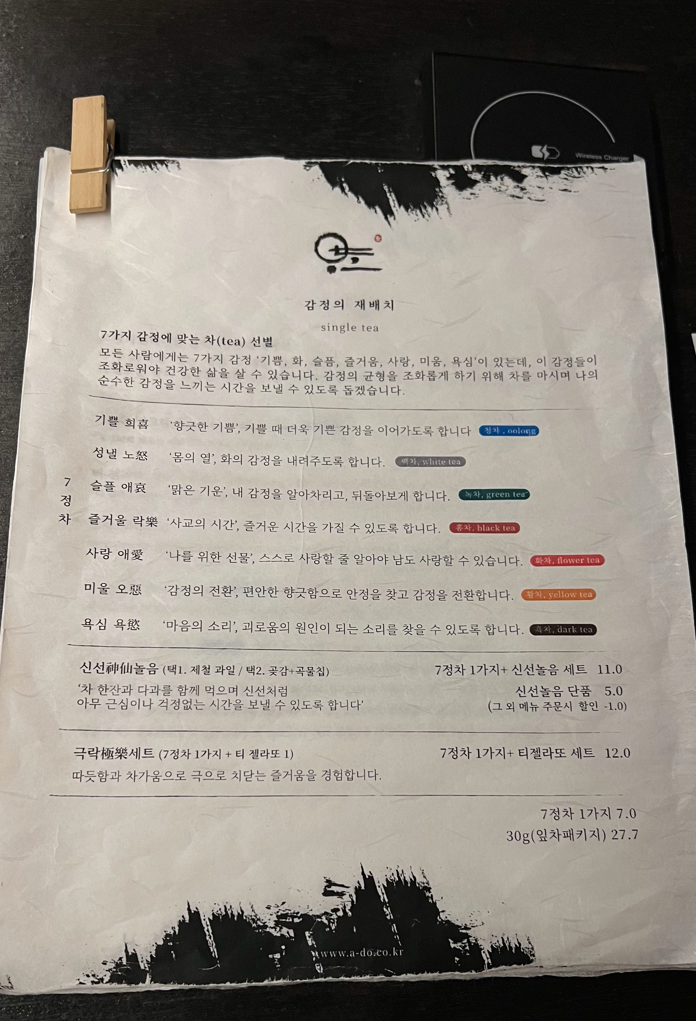 Wireless Charger
감정의 재배치
single tea
7가지 감정에 맞는 차(tea) 선별
모든 사람에게는 7가지 감정 '기쁨, 화, 슬픔, 즐거움, 사랑, 미움, 욕심'이 있는데, 이 감정들이
조화로워야 건강한 삶을 살 수 있습니다. 감정의 균형을 조화롭게 하기 위해 차를 마시며 나의
순수한 감정을 느끼는 시간을 보낼 수 있도록 돕겠습니다.
7정차
기쁠 희喜 '향긋한 기쁨', 기쁠 때 더욱 기쁜 감정을 이어가도록 합니다 청차, oolong
성낼 노怒 '몸의 열', 화의 감정을 내려주도록 합니다. 백차, white tea
슬플 애哀 '맑은 기운', 내 감정을 알아차리고, 뒤돌아보게 합니다. 녹차, green tea
즐거울 락樂 '사교의 시간', 즐거운 시간을 가질 수 있도록 합니다. 홍차, black tea
사랑 애愛 '나를 위한 선물', 스스로 사랑할 줄 알아야 남도 사랑할 수 있습니다. 화차, flower tea
미울 오惡 '감정의 전환', 편안한 향긋함으로 안정을 찾고 감정을 전환합니다. 황차, yellow tea
욕심 욕慾 '마음의 소리', 괴로움의 원인이 되는 소리를 찾을 수 있도록 합니다. 흑차, dark tea
신선神仙놀음 (택1. 제철 과일 / 택2. 곶감+곡물칩) 7정차 1가지+ 신선놀음 세트 11.0
'차 한잔과 다과를 함께 먹으며 신선처럼 신선놀음 단품 5.0
아무 근심이나 걱정없는 시간을 보낼 수 있도록 합니다' (그 외 메뉴 주문시 할인 -1.0)
극락極樂세트 (7정차 1가지 + 티 젤라또 1) 7정차 1가지+ 티젤라또 세트 12.0
따듯함과 차가움으로 극으로 치닫는 즐거움을 경험합니다.
7정차 1가지 7.0
30g(잎차패키지) 27.7
www.a-do.co.kr